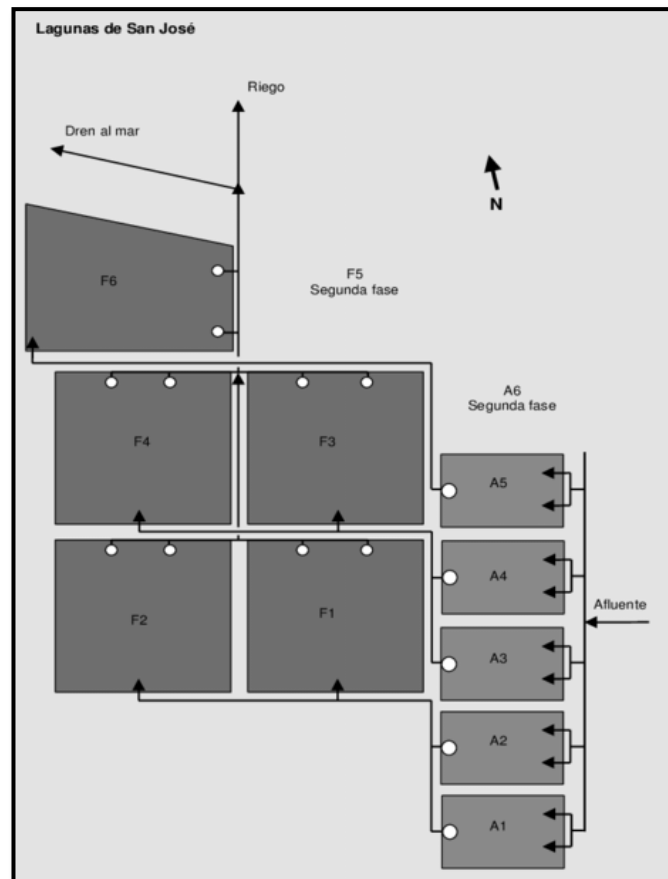 Lagunas de San José
Riego
Dren al mar
N
F6
F5
Segunda fase
A6
Segunda fase
F4
F3
A5
A4
Afluente
F2
F1
A3
A2
A1